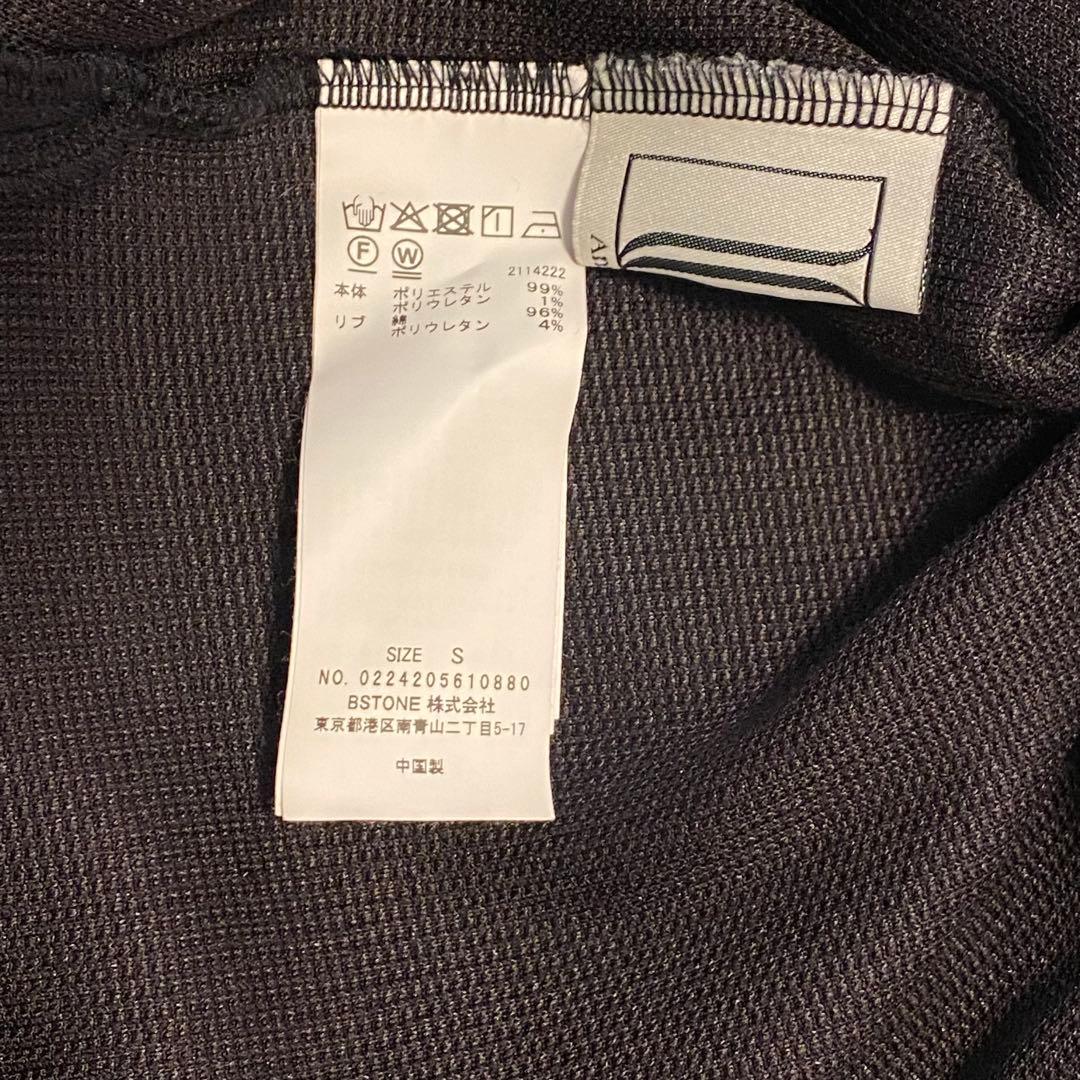 F W
2114222
本体 ポリエステル 99%
ポリウレタン 1%
リブ 綿 96%
ポリウレタン 4%
SIZE S
NO. 0224205610880
BSTONE 株式会社
東京都港区南青山二丁目5-17
中国製